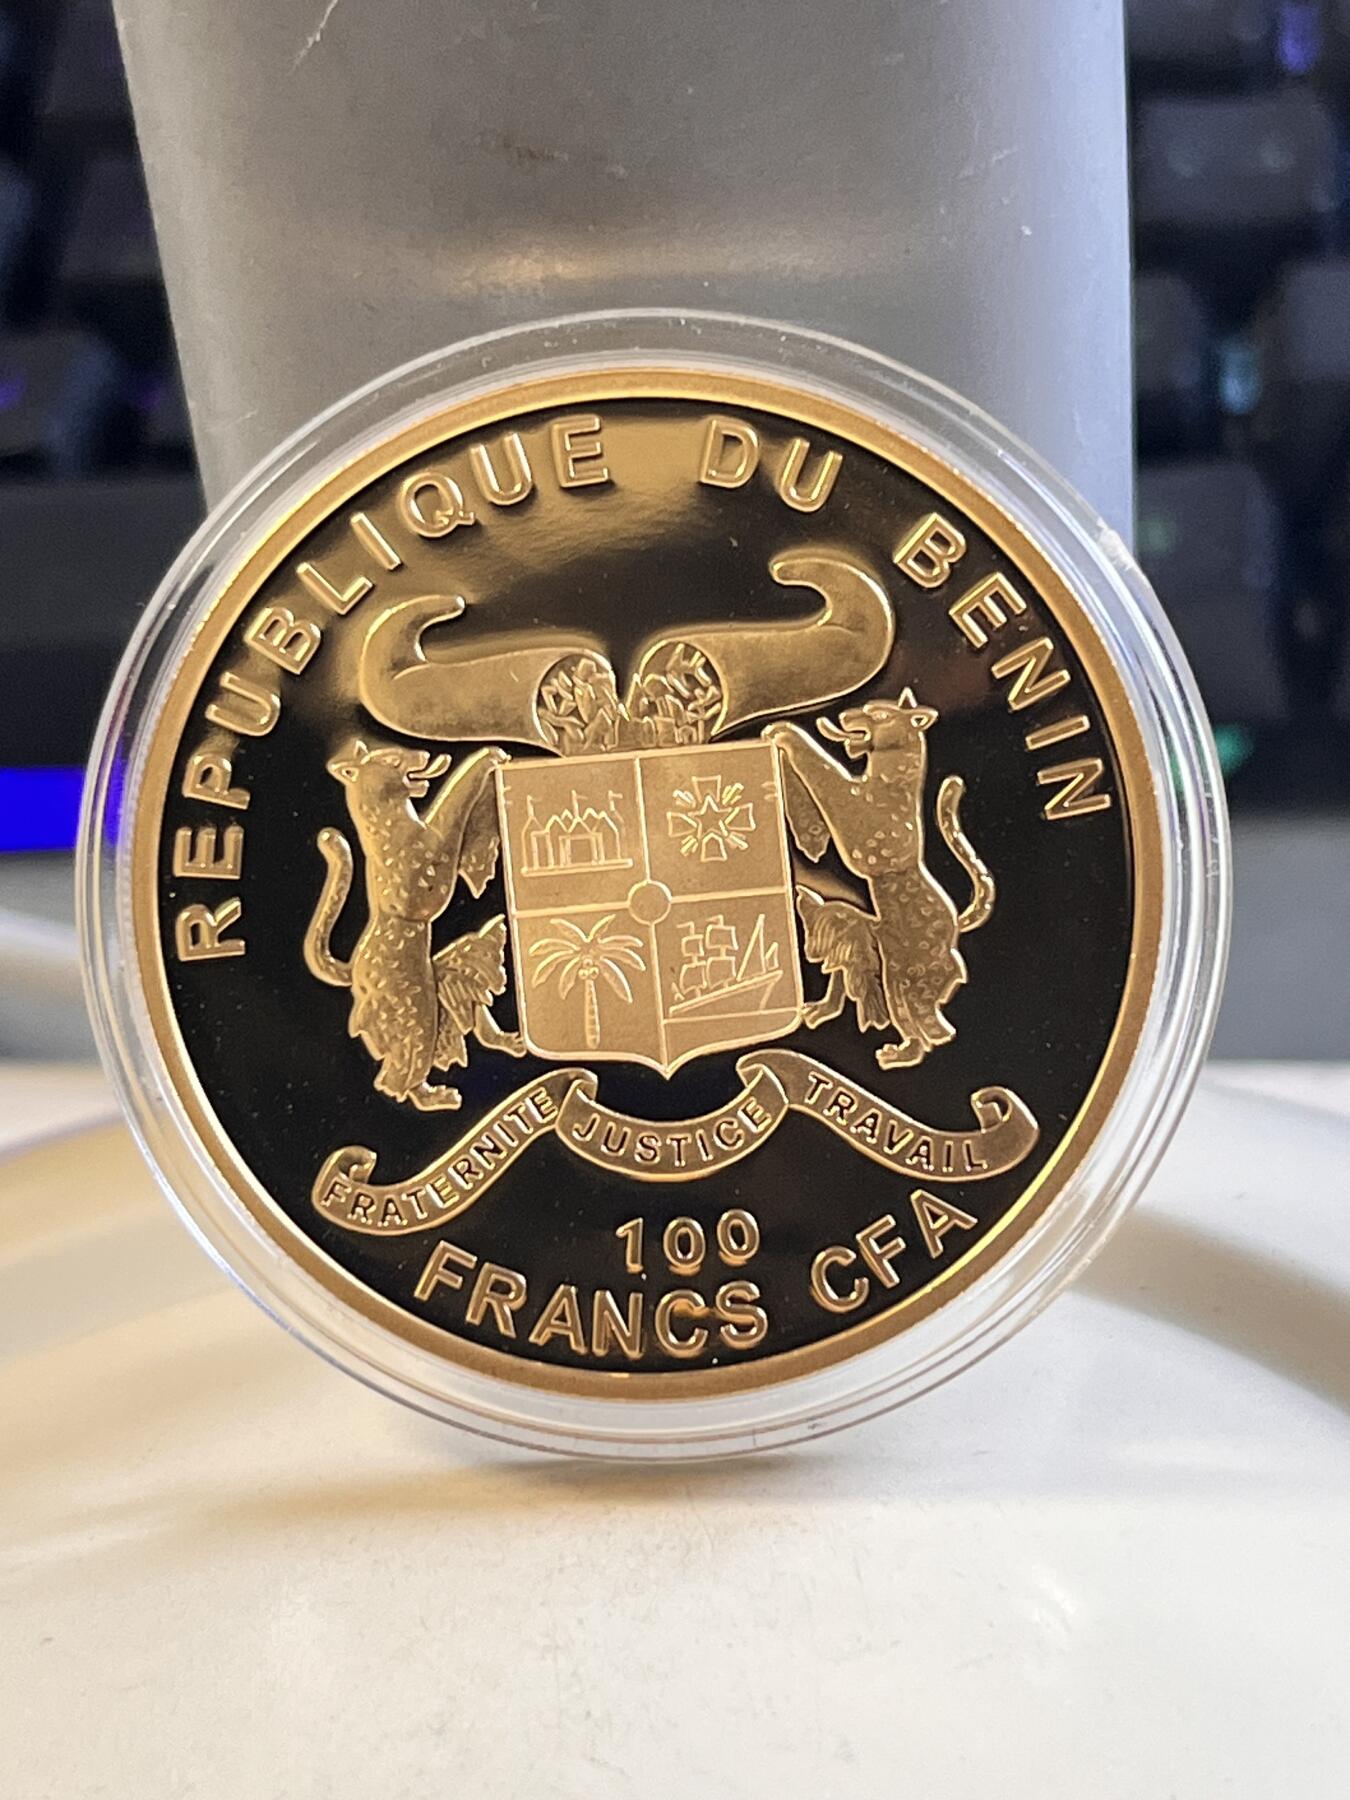 REPUBLIQUE DU BENIN
FRATERNITE JUSTICE TRAVAIL
100
FRANCS CFA